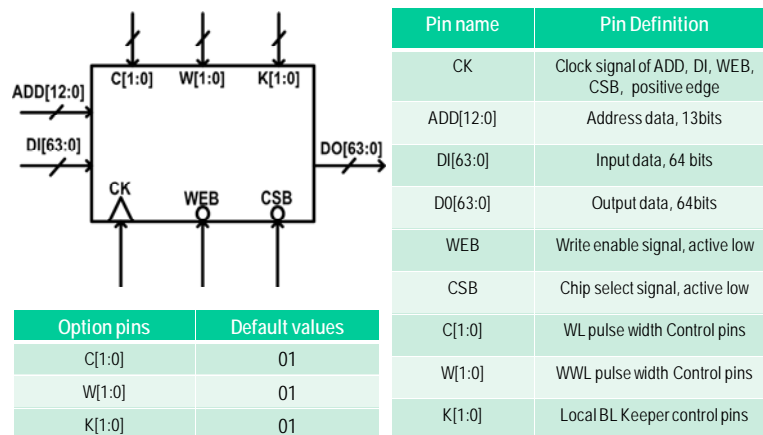 C[1:0] W[1:0] K[1:0]
ADD[12:0]
DI[63:0]
DO[63:0]
CK
WEB
CSB
Option pins Default values
C[1:0] 01
W[1:0] 01
K[1:0] 01
Pin name Pin Definition
CK Clock signal of ADD, DI, WEB,
CSB, positive edge
ADD[12:0] Address data, 13bits
DI[63:0] Input data, 64 bits
D0[63:0] Output data, 64bits
WEB Write enable signal, active low
CSB Chip select signal, active low
C[1:0] WL pulse width Control pins
W[1:0] WWL pulse width Control pins
K[1:0] Local BL Keeper control pins